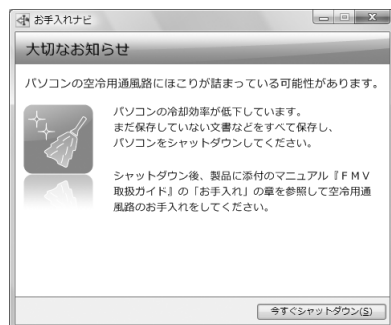 お手入れナビ
大切なお知らせ
パソコンの空冷用通風路にほこりが詰まっている可能性があります。
パソコンの冷却効率が低下しています。
まだ保存していない文書などをすべて保存し、
パソコンをシャットダウンしてください。
シャットダウン後、製品に添付のマニュアル『ＦＭＶ
取扱ガイド』の「お手入れ」の章を参照して空冷用通
風路のお手入れをしてください。
今すぐシャットダウン(S)